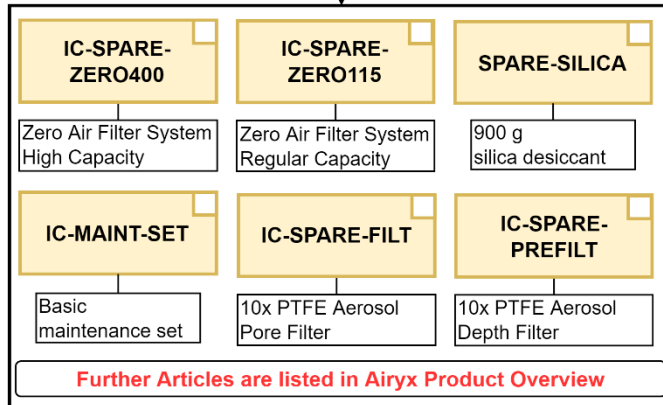 IC-SPARE-
ZERO400
IC-SPARE-
ZERO115
SPARE-SILICA
Zero Air Filter System
High Capacity
Zero Air Filter System
Regular Capacity
900 g
silica desiccant
IC-MAINT-SET
IC-SPARE-FILT
IC-SPARE-
PREFILT
Basic
maintenance set
10x PTFE Aerosol
Pore Filter
10x PTFE Aerosol
Depth Filter
Further Articles are listed in Airyx Product Overview